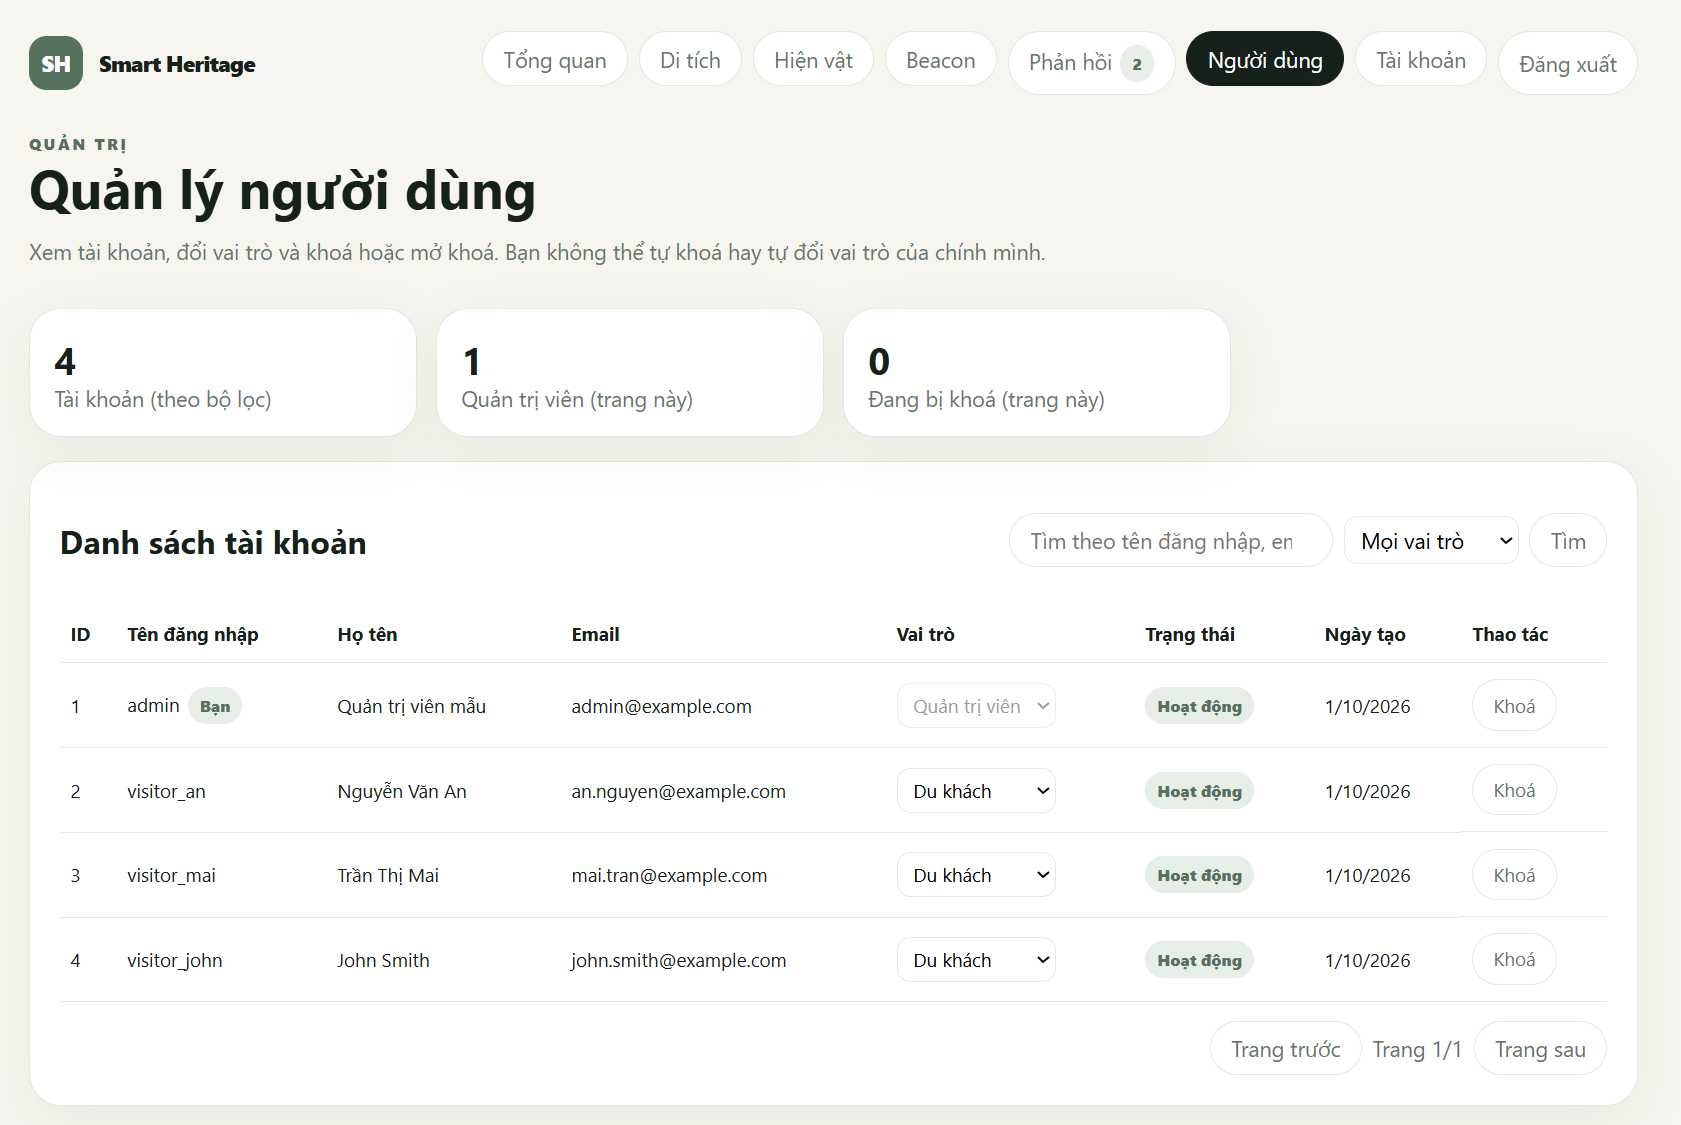 SH Smart Heritage Tổng quan Di tích Hiện vật Beacon Phản hồi 2 Người dùng Tài khoản Đăng xuất
QUẢN TRỊ
Quản lý người dùng
Xem tài khoản, đổi vai trò và khoá hoặc mở khoá. Bạn không thể tự khoá hay tự đổi vai trò của chính mình.
4 1 0
Tài khoản (theo bộ lọc) Quản trị viên (trang này) Đang bị khoá (trang này)
Danh sách tài khoản Tìm theo tên đăng nhập, en Mọi vai trò Tìm
ID Tên đăng nhập Họ tên Email Vai trò Trạng thái Ngày tạo Thao tác
1 admin Bạn Quản trị viên mẫu admin@example.com Quản trị viên Hoạt động 1/10/2026 Khoá
2 visitor_an Nguyễn Văn An an.nguyen@example.com Du khách Hoạt động 1/10/2026 Khoá
3 visitor_mai Trần Thị Mai mai.tran@example.com Du khách Hoạt động 1/10/2026 Khoá
4 visitor_john John Smith john.smith@example.com Du khách Hoạt động 1/10/2026 Khoá
Trang trước Trang 1/1 Trang sau